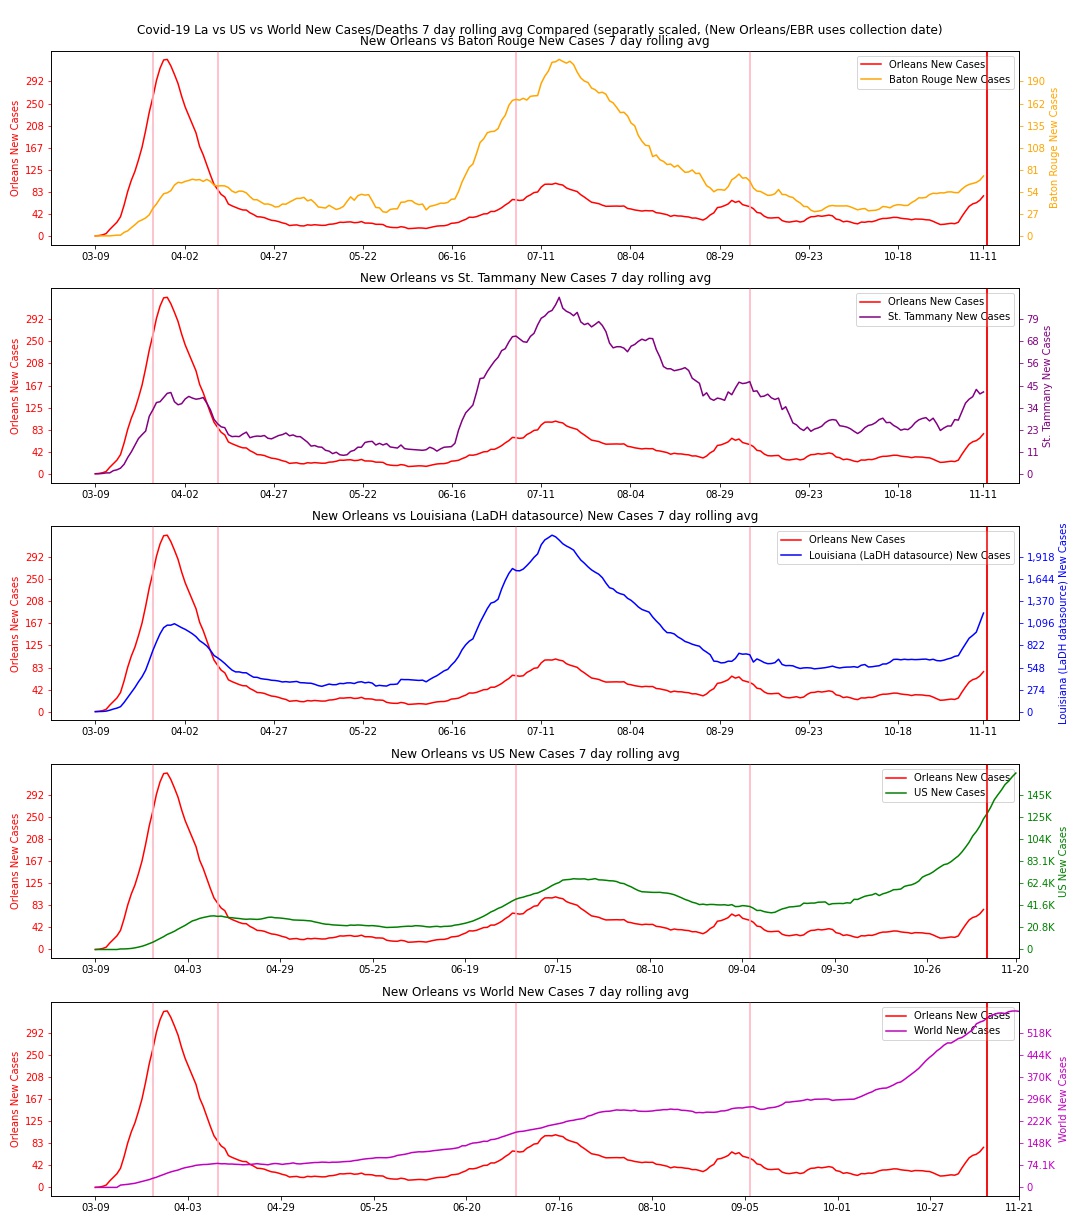 Covid-19 La vs US vs World New Cases/Deaths 7 day rolling avg Compared (separatly scaled, (New Orleans/EBR uses collection date)
New Orleans vs Baton Rouge New Cases 7 day rolling avg
Orleans New Cases
Baton Rouge New Cases
292
250
208
167
125
83
42
0
Orleans New Cases
190
162
135
108
81
54
27
0
Baton Rouge New Cases
03-09 04-02 04-27 05-22 06-16 07-11 08-04 08-29 09-23 10-18 11-11
New Orleans vs St. Tammany New Cases 7 day rolling avg
Orleans New Cases
St. Tammany New Cases
292
250
208
167
125
83
42
0
Orleans New Cases
79
68
56
45
34
23
11
0
St. Tammany New Cases
03-09 04-02 04-27 05-22 06-16 07-11 08-04 08-29 09-23 10-18 11-11
New Orleans vs Louisiana (LaDH datasource) New Cases 7 day rolling avg
Orleans New Cases
Louisiana (LaDH datasource) New Cases
292
250
208
167
125
83
42
0
Orleans New Cases
1,918
1,644
1,370
1,096
822
548
274
0
Louisiana (LaDH datasource) New Cases
03-09 04-02 04-27 05-22 06-16 07-11 08-04 08-29 09-23 10-18 11-11
New Orleans vs US New Cases 7 day rolling avg
Orleans New Cases
US New Cases
292
250
208
167
125
83
42
0
Orleans New Cases
145K
125K
104K
83.1K
62.4K
41.6K
20.8K
0
US New Cases
03-09 04-03 04-29 05-25 06-19 07-15 08-10 09-04 09-30 10-26 11-20
New Orleans vs World New Cases 7 day rolling avg
Orleans New Cases
World New Cases
292
250
208
167
125
83
42
0
Orleans New Cases
518K
444K
370K
296K
222K
148K
74.1K
0
World New Cases
03-09 04-03 04-29 05-25 06-20 07-16 08-10 09-05 10-01 10-27 11-21